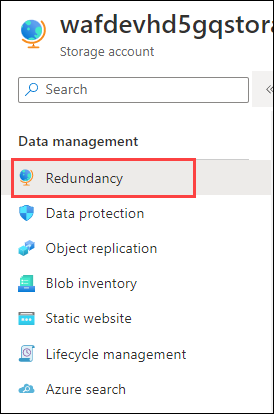 wafdevhd5gqstora
Storage account
Search
Data management
Redundancy
Data protection
Object replication
Blob inventory
Static website
Lifecycle management
Azure search